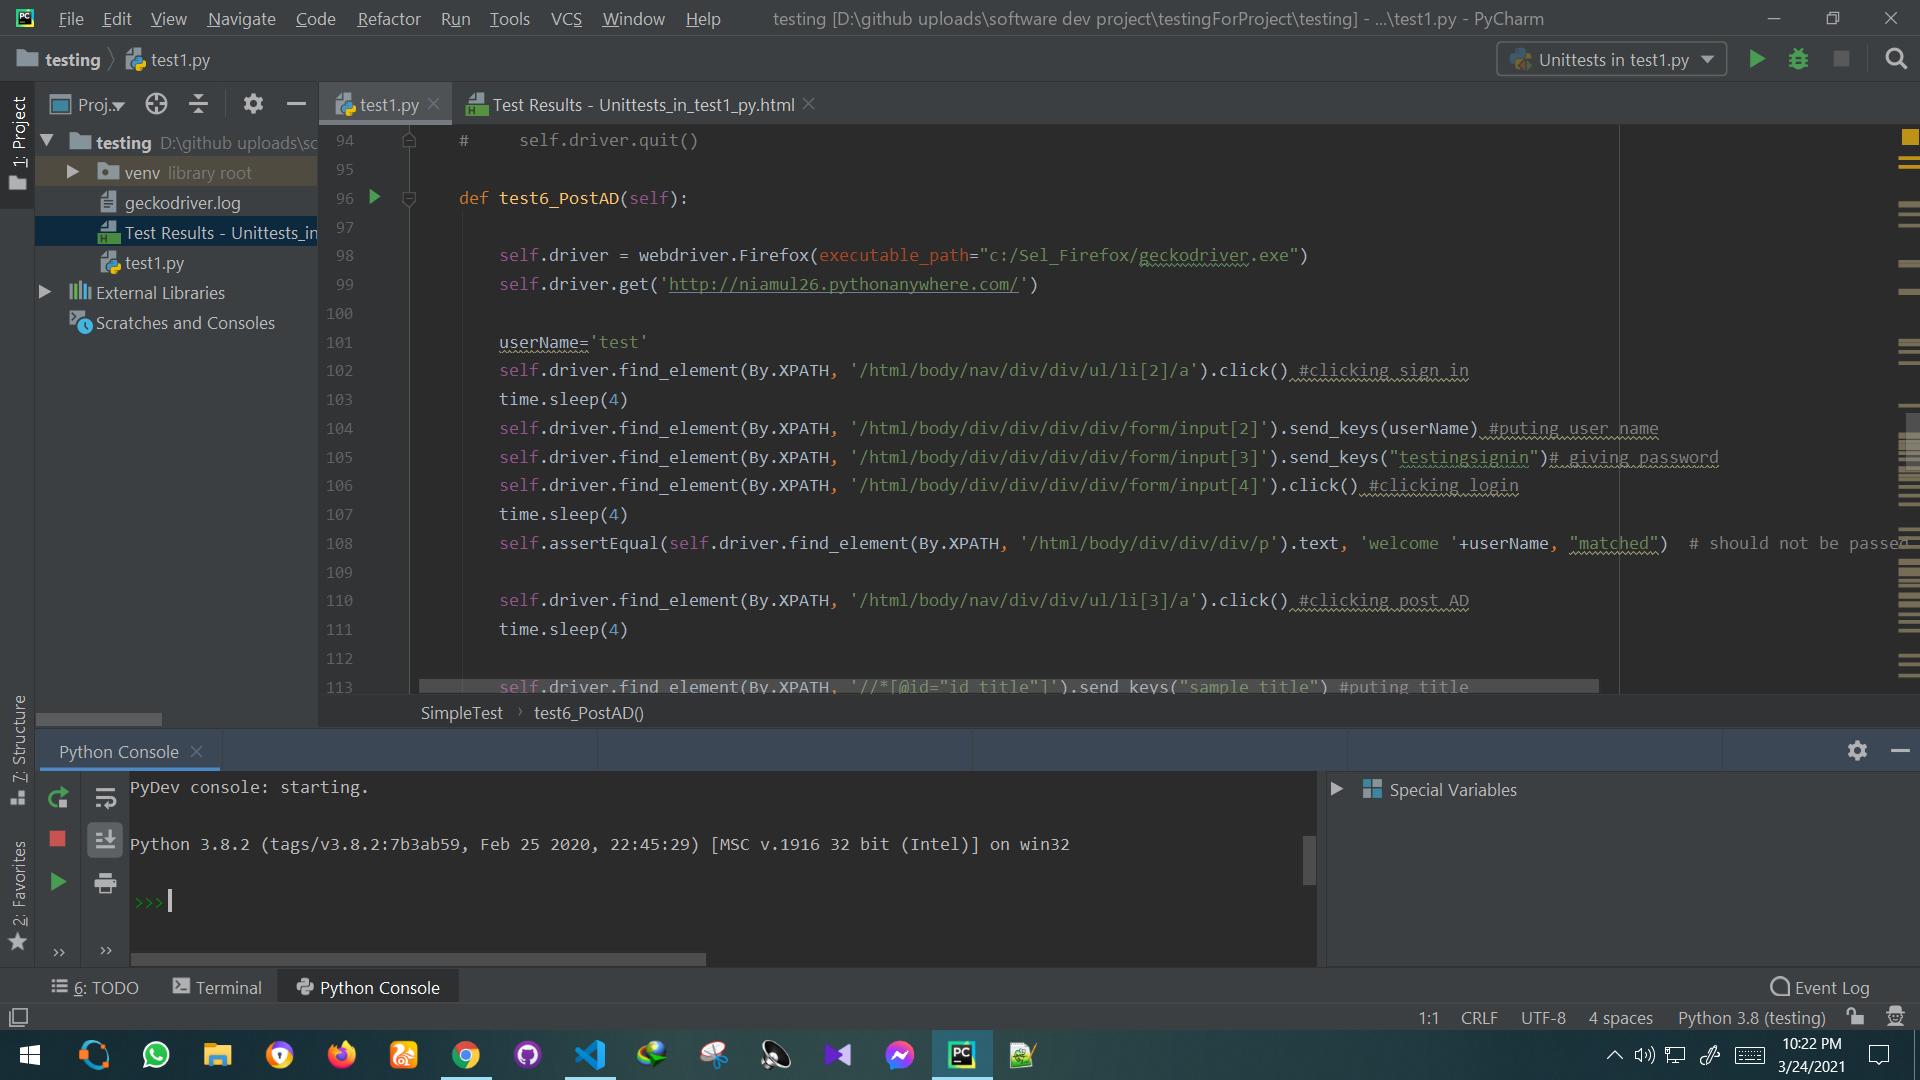 File Edit View Navigate Code Refactor Run Tools VCS Window Help testing [D:\github uploads\software dev project\testingForProject\testing] - ...\test1.py - PyCharm
testing test1.py Unittests in test1.py
1: Project
Proj.. test1.py Test Results - Unittests_in_test1_py.html
testing D:\github uploads\sc
venv library root
geckodriver.log
Test Results - Unittests_in
test1.py
External Libraries
Scratches and Consoles
94 # self.driver.quit()
95
96 def test6_PostAD(self):
97
98 self.driver = webdriver.Firefox(executable_path="c:/Sel_Firefox/geckodriver.exe")
99 self.driver.get('http://niamul26.pythonanywhere.com/')
100
101 userName='test'
102 self.driver.find_element(By.XPATH, '/html/body/nav/div/div/ul/li[2]/a').click() #clicking sign in
103 time.sleep(4)
104 self.driver.find_element(By.XPATH, '/html/body/div/div/div/div/form/input[2]').send_keys(userName) #puting user name
105 self.driver.find_element(By.XPATH, '/html/body/div/div/div/div/form/input[3]').send_keys("testingsignin")# giving password
106 self.driver.find_element(By.XPATH, '/html/body/div/div/div/div/form/input[4]').click() #clicking login
107 time.sleep(4)
108 self.assertEqual(self.driver.find_element(By.XPATH, '/html/body/div/div/div/p').text, 'welcome '+userName, "matched") # should not be passed
109
110 self.driver.find_element(By.XPATH, '/html/body/nav/div/div/ul/li[3]/a').click() #clicking post AD
111 time.sleep(4)
112
113 self.driver.find_element(By.XPATH, '//*[@id="id_title"]').send_keys("sample title") #puting title
SimpleTest test6_PostAD()
7: Structure
2: Favorites
Python Console
PyDev console: starting.
Python 3.8.2 (tags/v3.8.2:7b3ab59, Feb 25 2020, 22:45:29) [MSC v.1916 32 bit (Intel)] on win32
>>>
Special Variables
6: TODO Terminal Python Console Event Log
1:1 CRLF UTF-8 4 spaces Python 3.8 (testing)
10:22 PM
3/24/2021